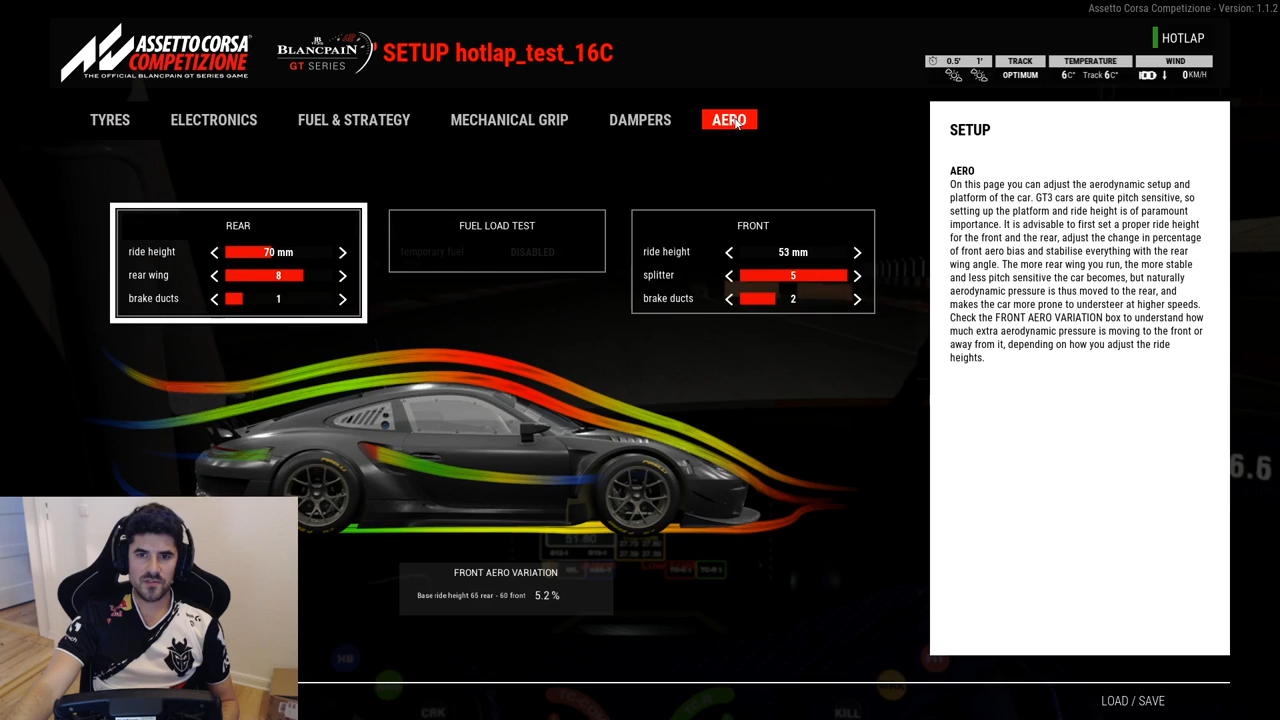 Assetto Corsa Competizione - Version: 1.1.2
ASSETTO CORSA
COMPETIZIONE
THE OFFICIAL BLANCPAIN GT SERIES GAME
BLANCPAIN
GT SERIES
SETUP hotlap_test_16C
HOTLAP
0.5' 1' TRACK TEMPERATURE WIND
OPTIMUM 6C° Track 6C° 0KM/H
TYRES ELECTRONICS FUEL & STRATEGY MECHANICAL GRIP DAMPERS AERO
REAR
ride height 70 mm
rear wing 8
brake ducts 1
FUEL LOAD TEST
temporary fuel DISABLED
FRONT
ride height 53 mm
splitter 5
brake ducts 2
SETUP
AERO
On this page you can adjust the aerodynamic setup and
platform of the car. GT3 cars are quite pitch sensitive, so
setting up the platform and ride height is of paramount
importance. It is advisable to first set a proper ride height
for the front and the rear, adjust the change in percentage
of front aero bias and stabilise everything with the rear
wing angle. The more rear wing you run, the more stable
and less pitch sensitive the car becomes, but naturally
aerodynamic pressure is thus moved to the rear, and
makes the car more prone to understeer at higher speeds.
Check the FRONT AERO VARIATION box to understand how
much extra aerodynamic pressure is moving to the front or
away from it, depending on how you adjust the ride
heights.
6.6
51.80
FRONT AERO VARIATION
Base ride height 65 rear - 60 front 5.2 %
CRK
KILL
LOAD / SAVE